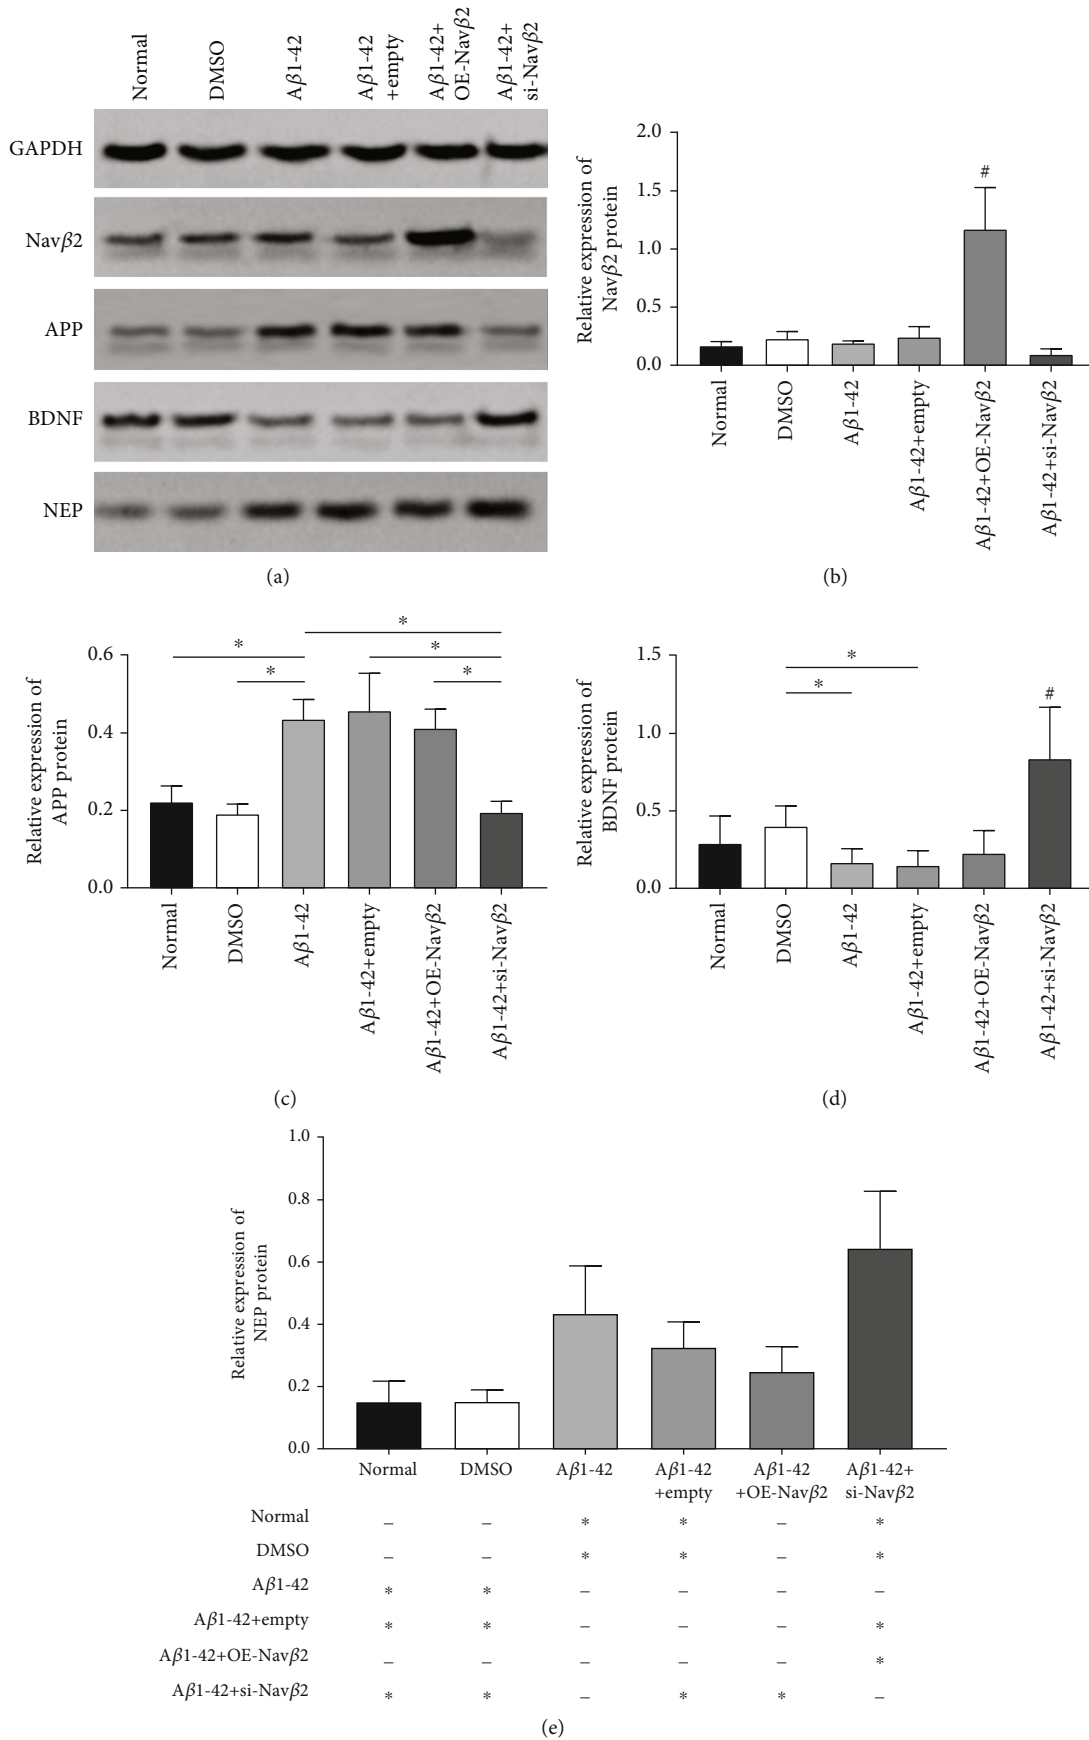 Normal
DMSO
Aβ1-42
Aβ1-42
+empty
Aβ1-42+
OE-Navβ2
Aβ1-42+
si-Navβ2
GAPDH
Navβ2
APP
BDNF
NEP
(a)
Relative expression of
Navβ2 protein
2.0
1.5
1.0
0.5
0.0
#
Normal
DMSO
Aβ1-42
Aβ1-42+empty
Aβ1-42+OE-Navβ2
Aβ1-42+si-Navβ2
(b)
Relative expression of
APP protein
0.6
0.4
0.2
0.0
*
*
*
*
*
Normal
DMSO
Aβ1-42
Aβ1-42+empty
Aβ1-42+OE-Navβ2
Aβ1-42+si-Navβ2
(c)
Relative expression of
BDNF protein
1.5
1.0
0.5
0.0
*
*
#
Normal
DMSO
Aβ1-42
Aβ1-42+empty
Aβ1-42+OE-Navβ2
Aβ1-42+si-Navβ2
(d)
Relative expression of
NEP protein
1.0
0.8
0.6
0.4
0.2
0.0
Normal DMSO Aβ1-42 Aβ1-42 Aβ1-42 Aβ1-42+
+empty +OE-Navβ2 si-Navβ2
Normal – – * * – *
DMSO – – * * – *
Aβ1-42 * * – – – –
Aβ1-42+empty * * – – – *
Aβ1-42+OE-Navβ2 – – – – – *
Aβ1-42+si-Navβ2 * * – * * –
(e)